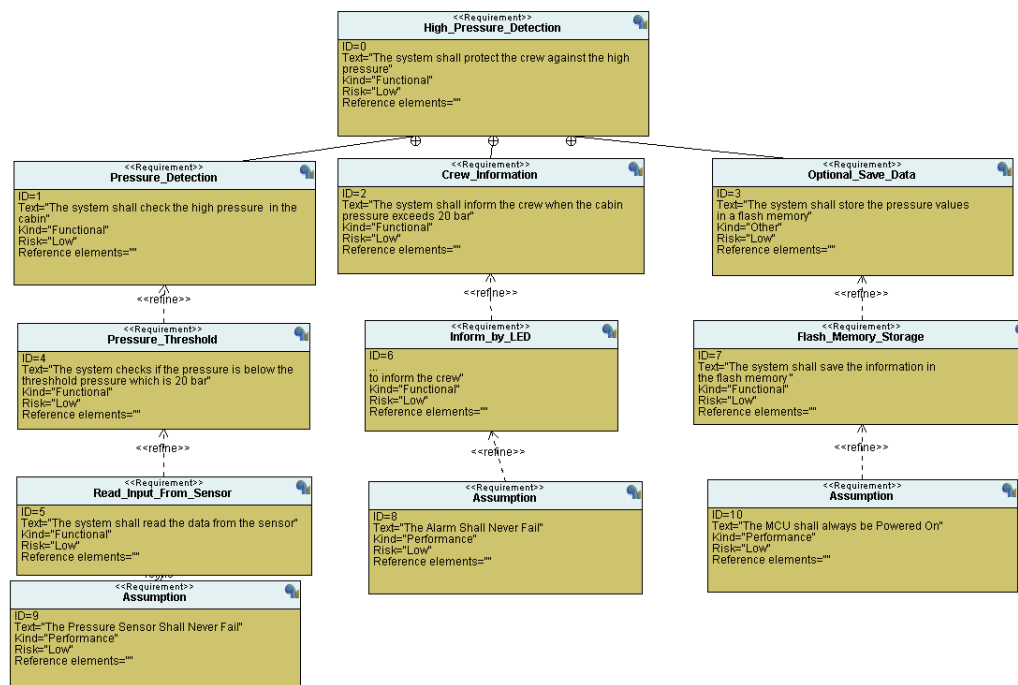 <<Requirement>>
High_Pressure_Detection
ID=0
Text="The system shall protect the crew against the high
pressure"
Kind="Functional"
Risk="Low"
Reference elements=""
<<Requirement>>
Pressure_Detection
ID=1
Text="The system shall check the high pressure  in the
cabin"
Kind="Functional"
Risk="Low"
Reference elements=""
<<Requirement>>
Crew_Information
ID=2
Text="The system shall inform the crew when the cabin
pressure exceeds 20 bar"
Kind="Functional"
Risk="Low"
Reference elements=""
<<Requirement>>
Optional_Save_Data
ID=3
Text="The system shall store the pressure values
in a flash memory"
Kind="Other"
Risk="Low"
Reference elements=""
<<refine>>
<<refine>>
<<refine>>
<<Requirement>>
Pressure_Threshold
ID=4
Text="The system checks if the pressure is below the
threshhold pressure which is 20 bar"
Kind="Functional"
Risk="Low"
Reference elements=""
<<Requirement>>
Inform_by_LED
ID=6
...
to inform the crew"
Kind="Functional"
Risk="Low"
Reference elements=""
<<Requirement>>
Flash_Memory_Storage
ID=7
Text="The system shall save the information in
the flash memory"
Kind="Functional"
Risk="Low"
Reference elements=""
<<refine>>
<<refine>>
<<refine>>
<<Requirement>>
Read_Input_From_Sensor
ID=5
Text="The system shall read the data from the sensor"
Kind="Functional"
Risk="Low"
Reference elements=""
<<Requirement>>
Assumption
ID=8
Text="The Alarm Shall Never Fail"
Kind="Performance"
Risk="Low"
Reference elements=""
<<Requirement>>
Assumption
ID=10
Text="The MCU shall always be Powered On"
Kind="Performance"
Risk="Low"
Reference elements=""
<<Requirement>>
Assumption
ID=9
Text="The Pressure Sensor Shall Never Fail"
Kind="Performance"
Risk="Low"
Reference elements=""